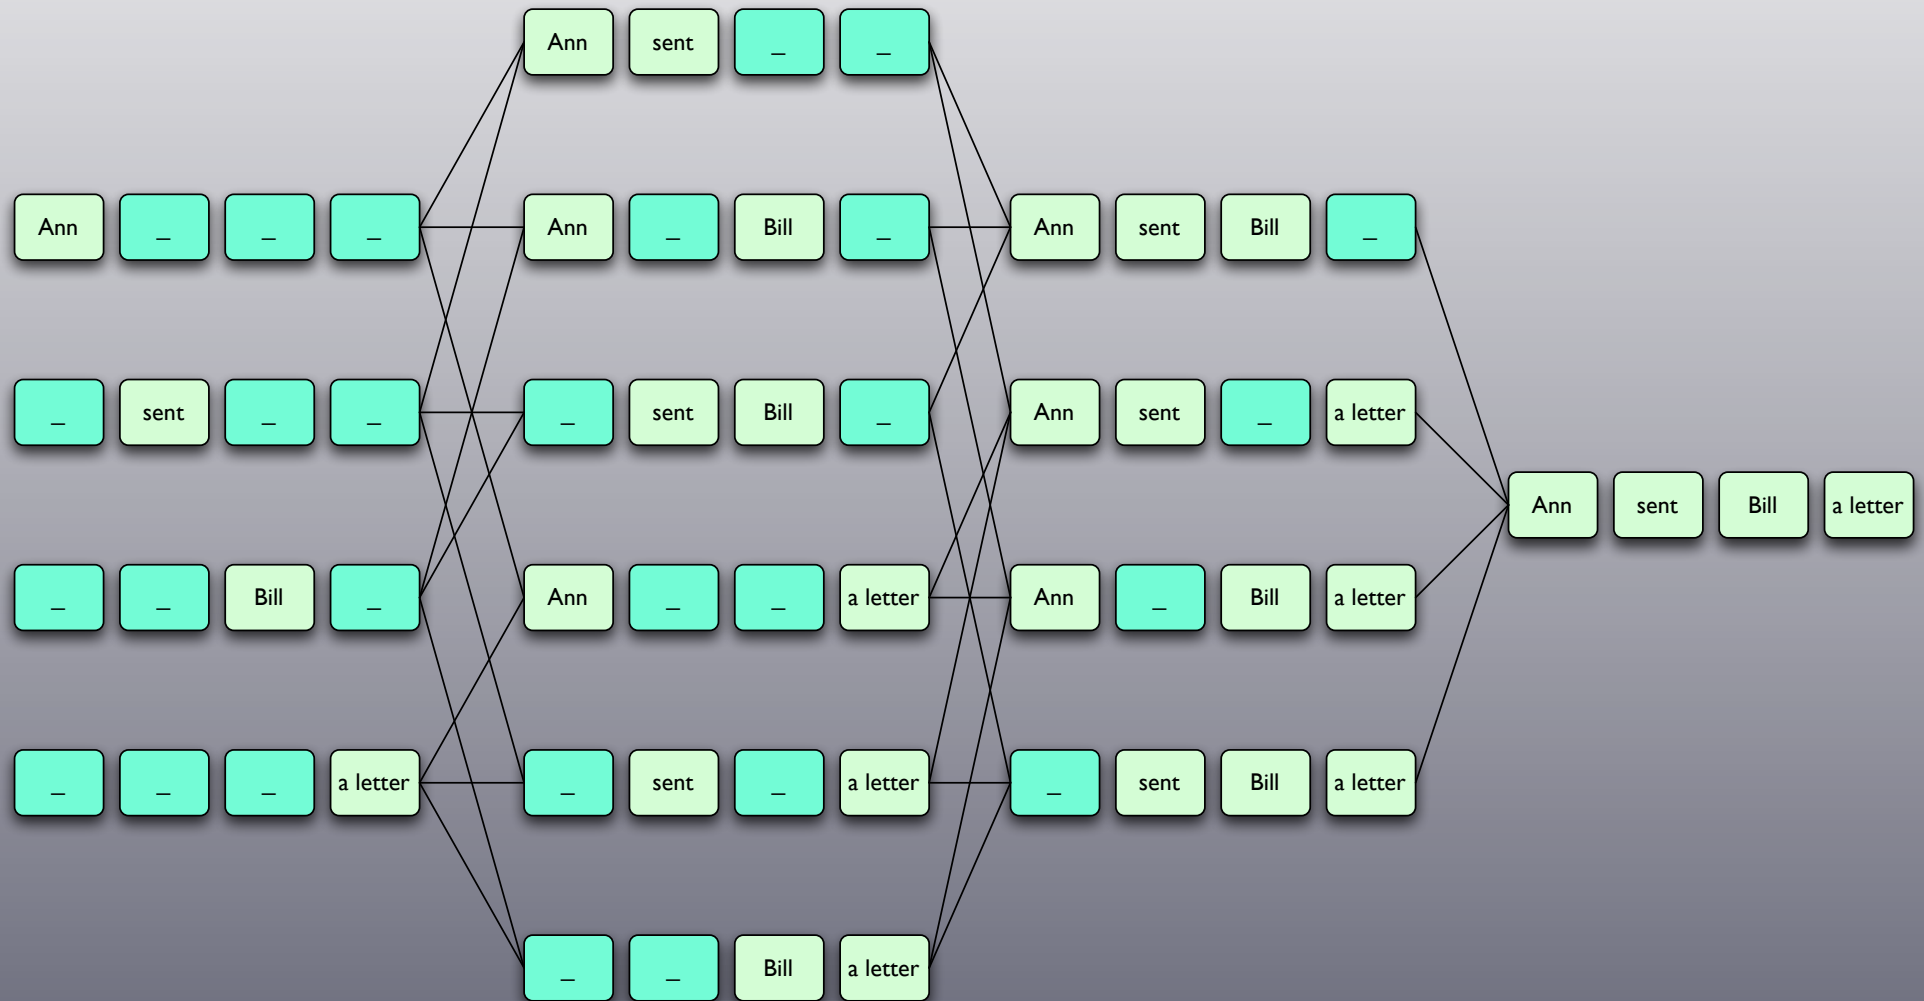 Ann sent _ _
Ann _ _ _
Ann _ Bill _
Ann sent Bill _
_ sent _ _
_ sent Bill _
Ann sent _ a letter
Ann sent Bill a letter
_ _ Bill _
Ann _ _ a letter
Ann _ Bill a letter
_ _ _ a letter
_ sent _ a letter
_ sent Bill a letter
_ _ Bill a letter